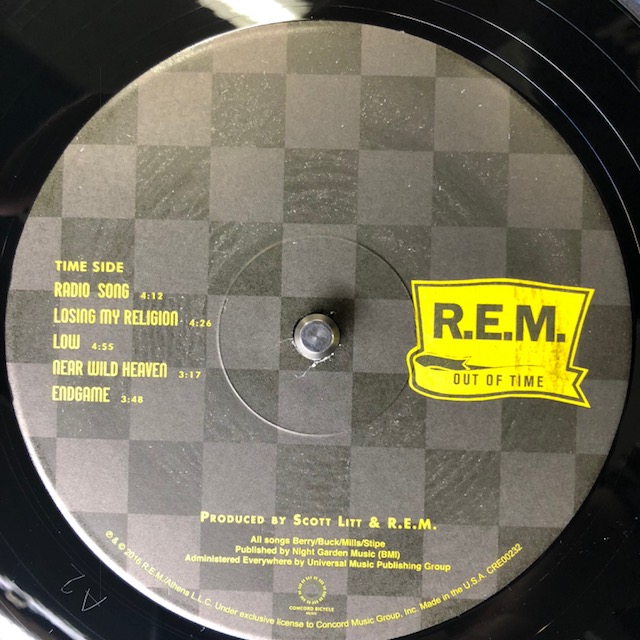 TIME SIDE
RADIO SONG 4:12
LOSING MY RELIGION 4:26
LOW 4:55
NEAR WILD HEAVEN 3:17
ENDGAME 3:48
R.E.M.
OUT OF TIME
PRODUCED BY SCOTT LITT & R.E.M.
All songs Berry/Buck/Mills/Stipe
Published by Night Garden Music (BMI)
Administered Everywhere by Universal Music Publishing Group
CONCORD BICYCLE
MUSIC
℗ & © 2016 R.E.M./Athens L.L.C. Under exclusive license to Concord Music Group, Inc. Made in the U.S.A. CRE00232
A2